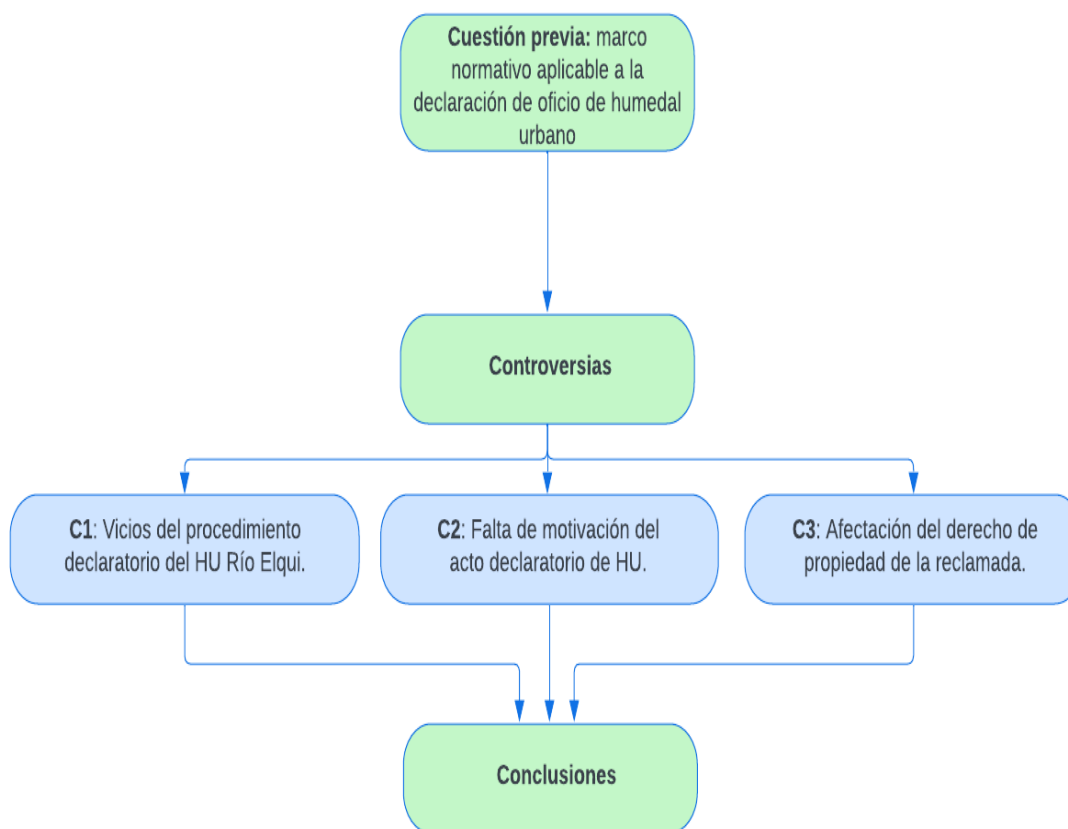 Cuestión previa: marco
normativo aplicable a la
declaración de oficio de humedal
urbano
Controversias
C1: Vicios del procedimiento
declaratorio del HU Río Elqui.
C2: Falta de motivación del
acto declaratorio de HU.
C3: Afectación del derecho de
propiedad de la reclamada.
Conclusiones